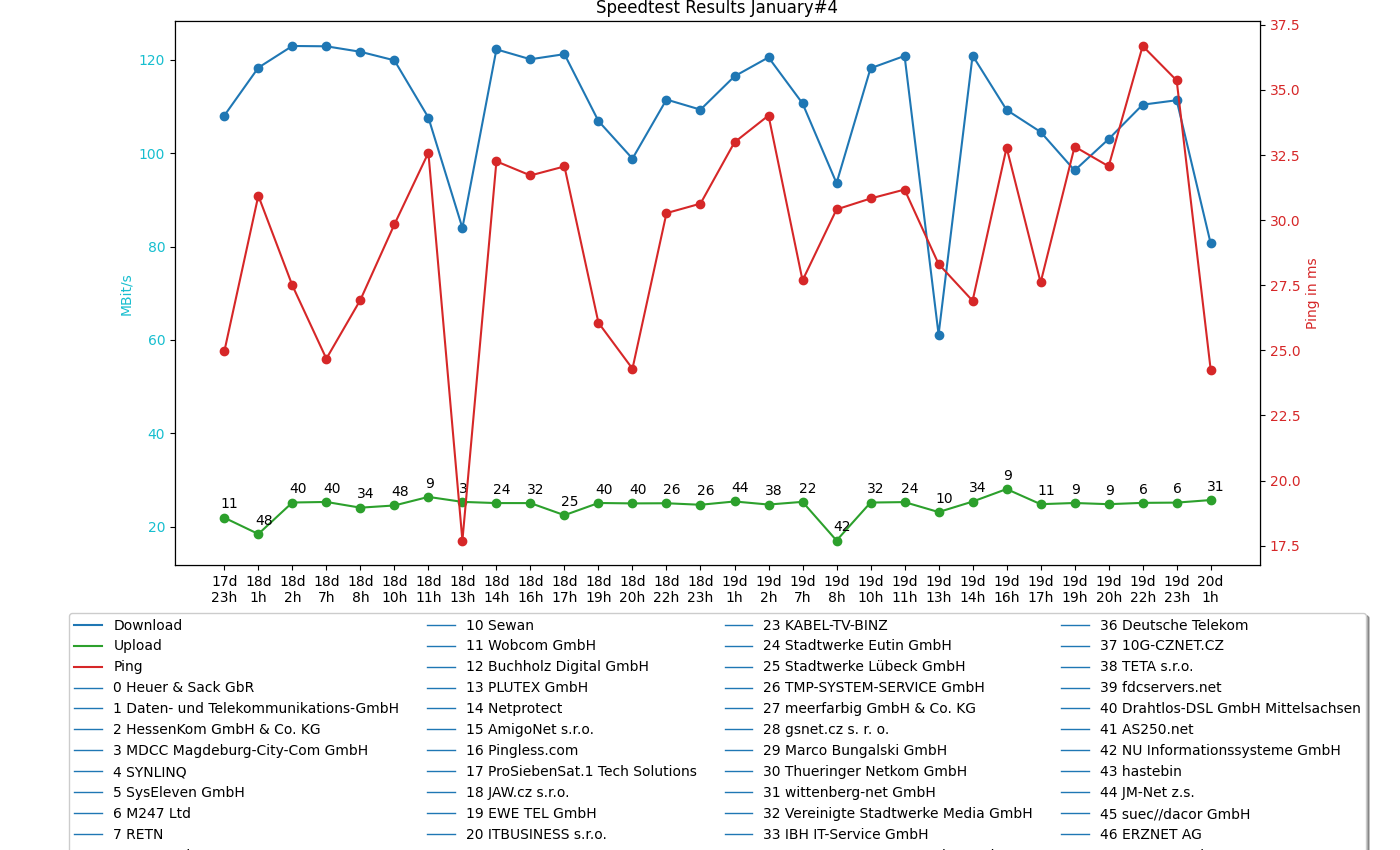 Speedtest Results January#4
MBit/s
120
100
80
60
40
20
Ping in ms
37.5
35.0
32.5
30.0
27.5
25.0
22.5
20.0
17.5
11 48 40 40 34 48 9 3 24 32 25 40 40 26 26 44 38 22 42 32 24 10 34 9 11 9 9 6 6 31
17d 18d 18d 18d 18d 18d 18d 18d 18d 18d 18d 18d 18d 18d 18d 19d 19d 19d 19d 19d 19d 19d 19d 19d 19d 19d 19d 19d 19d 20d
23h 1h 2h 7h 8h 10h 11h 13h 14h 16h 17h 19h 20h 22h 23h 1h 2h 7h 8h 10h 11h 13h 14h 16h 17h 19h 20h 22h 23h 1h
Download
Upload
Ping
0 Heuer & Sack GbR
1 Daten- und Telekommunikations-GmbH
2 HessenKom GmbH & Co. KG
3 MDCC Magdeburg-City-Com GmbH
4 SYNLINQ
5 SysEleven GmbH
6 M247 Ltd
7 RETN
10 Sewan
11 Wobcom GmbH
12 Buchholz Digital GmbH
13 PLUTEX GmbH
14 Netprotect
15 AmigoNet s.r.o.
16 Pingless.com
17 ProSiebenSat.1 Tech Solutions
18 JAW.cz s.r.o.
19 EWE TEL GmbH
20 ITBUSINESS s.r.o.
23 KABEL-TV-BINZ
24 Stadtwerke Eutin GmbH
25 Stadtwerke Lübeck GmbH
26 TMP-SYSTEM-SERVICE GmbH
27 meerfarbig GmbH & Co. KG
28 gsnet.cz s. r. o.
29 Marco Bungalski GmbH
30 Thueringer Netkom GmbH
31 wittenberg-net GmbH
32 Vereinigte Stadtwerke Media GmbH
33 IBH IT-Service GmbH
36 Deutsche Telekom
37 10G-CZNET.CZ
38 TETA s.r.o.
39 fdcservers.net
40 Drahtlos-DSL GmbH Mittelsachsen
41 AS250.net
42 NU Informationssysteme GmbH
43 hastebin
44 JM-Net z.s.
45 suec//dacor GmbH
46 ERZNET AG